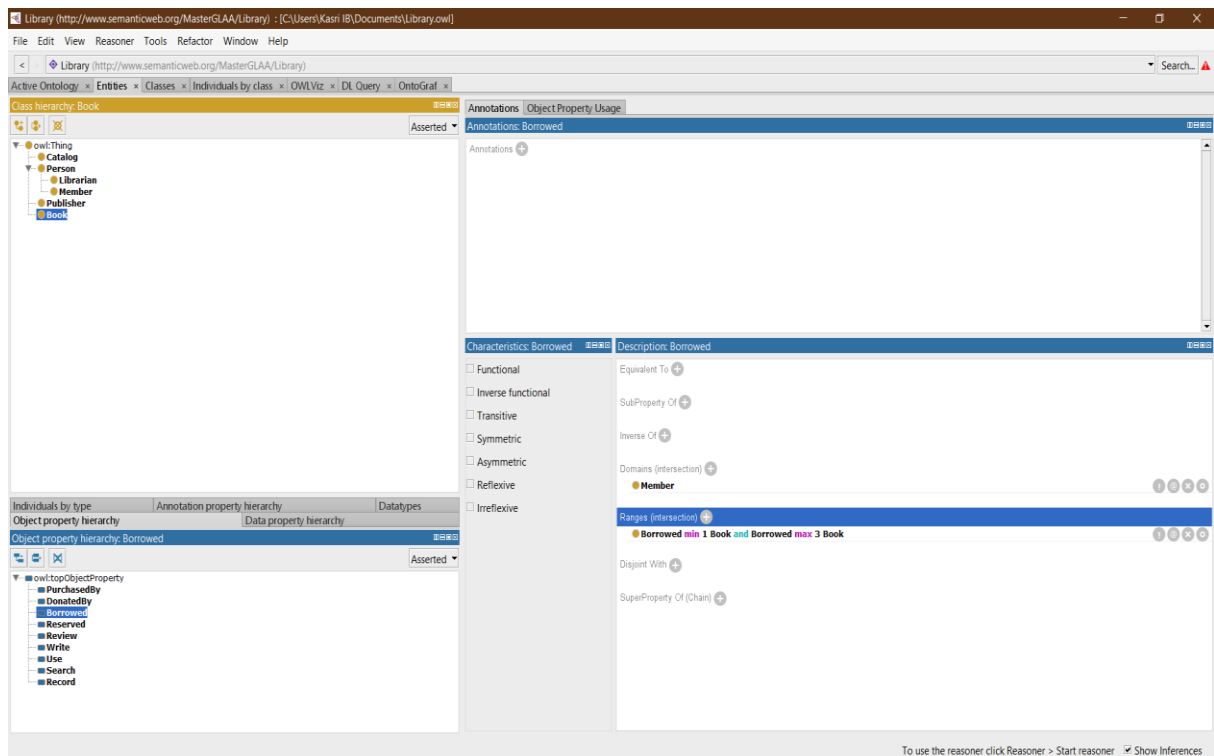 Library (http://www.semanticweb.org/MasterGLAA/Library) : [C:\Users\Kasri IB\Documents\Library.owl]
File Edit View Reasoner Tools Refactor Window Help
< > Library (http://www.semanticweb.org/MasterGLAA/Library) Search...
Active Ontology × Entities × Classes × Individuals by class × OWLViz × DL Query × OntoGraf ×
Class hierarchy: Book
Asserted
owl:Thing
Catalog
Person
Librarian
Member
Publisher
Book
Annotations Object Property Usage
Annotations: Borrowed
Annotations
Characteristics: Borrowed
Functional
Inverse functional
Transitive
Symmetric
Asymmetric
Reflexive
Irreflexive
Description: Borrowed
Equivalent To
SubProperty Of
Inverse Of
Domains (intersection)
Member
Ranges (intersection)
Borrowed min 1 Book and Borrowed max 3 Book
Disjoint With
SuperProperty Of (Chain)
Individuals by type Annotation property hierarchy Datatypes
Object property hierarchy Data property hierarchy
Object property hierarchy: Borrowed
Asserted
owl:topObjectProperty
PurchasedBy
DonatedBy
Borrowed
Reserved
Review
Write
Use
Search
Record
To use the reasoner click Reasoner > Start reasoner Show Inferences